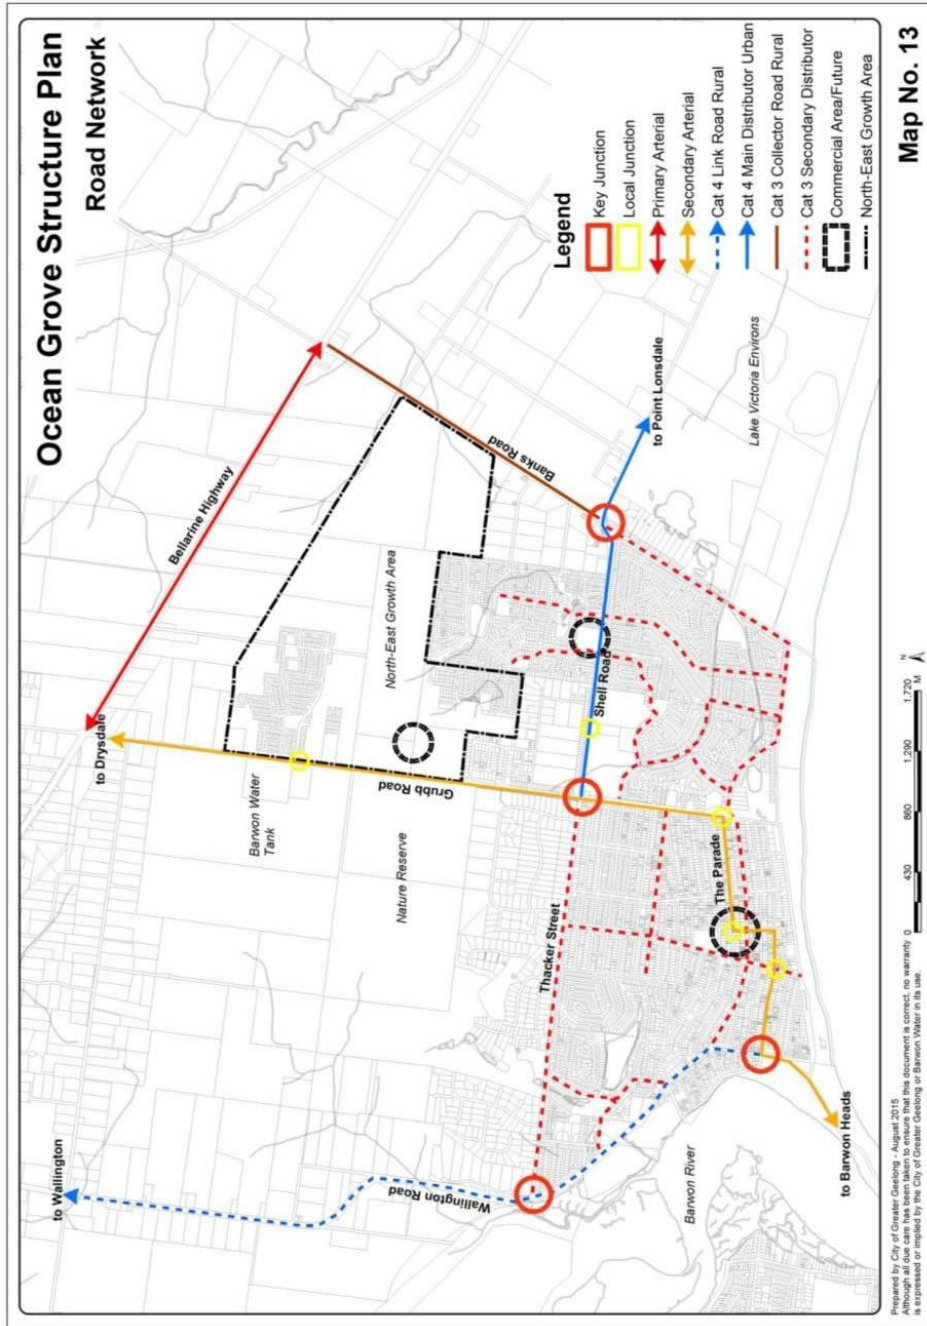 Ocean Grove Structure Plan
Road Network
to Wallington
to Drysdale
Bellarine Highway
Barwon Water
Tank
North-East Growth Area
Nature Reserve
Grubb Road
Banks Road
Wallington Road
Thacker Street
Shell Road
to Point Lonsdale
The Parade
Lake Victoria Environs
Barwon River
to Barwon Heads
Legend
Key Junction
Local Junction
Primary Arterial
Secondary Arterial
Cat 4 Link Road Rural
Cat 4 Main Distributor Urban
Cat 3 Collector Road Rural
Cat 3 Secondary Distributor
Commercial Area/Future
North-East Growth Area
Prepared by City of Greater Geelong - August 2015
Although all due care has been taken to ensure that this document is correct, no warranty
is expressed or implied by the City of Greater Geelong or Barwon Water in its use.
0 430 860 1,290 1,720
M
N
Map No. 13